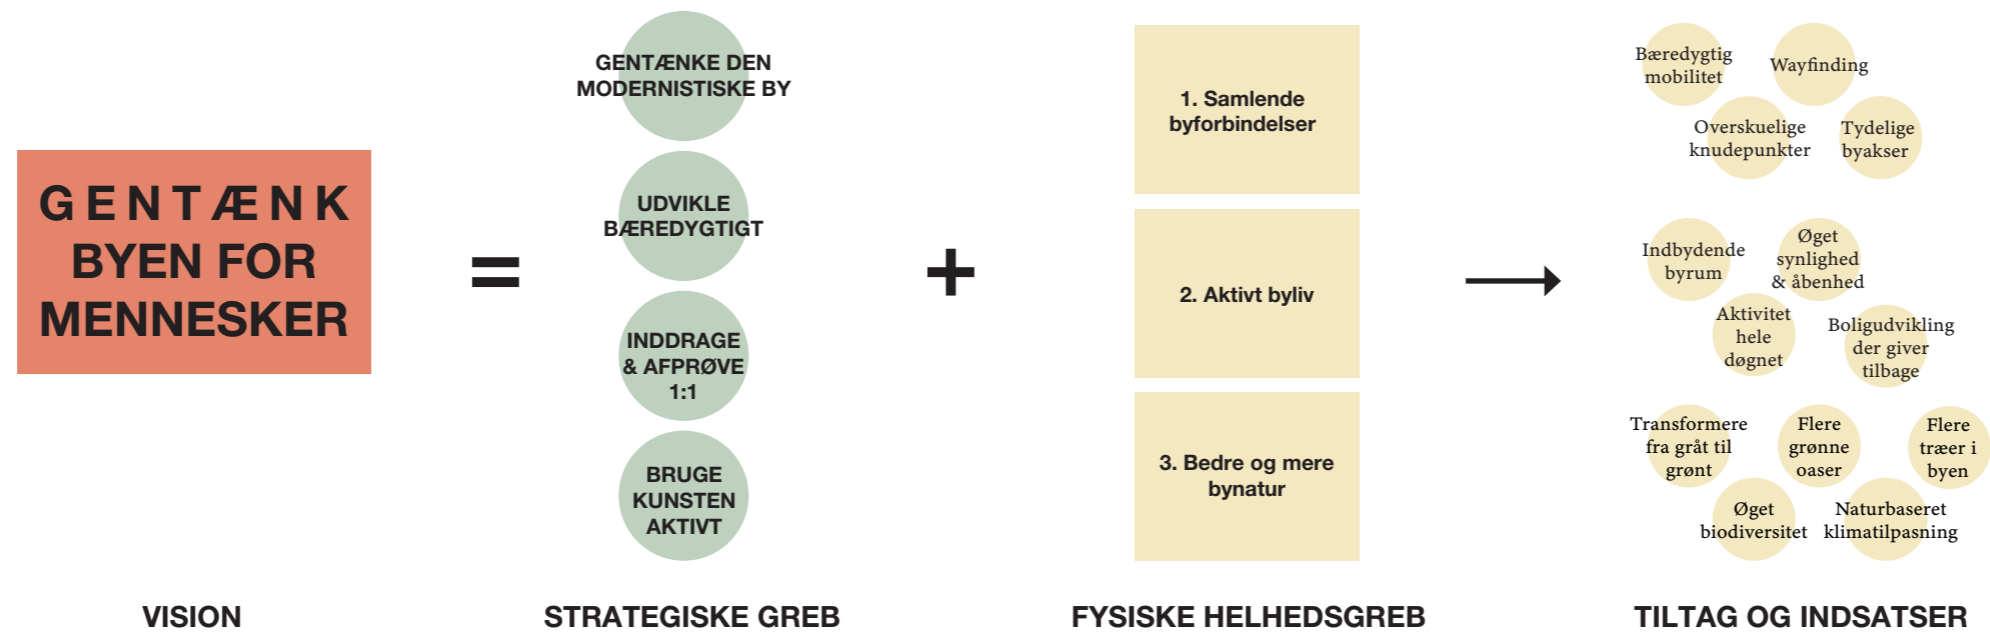 GENTÆNK
BYEN FOR
MENNESKER
VISION
=
GENTÆNKE DEN
MODERNISTISKE BY
UDVIKLE
BÆREDYGTIGT
INDDRAGE
& AFPRØVE
1:1
BRUGE
KUNSTEN
AKTIVT
STRATEGISKE GREB
+
1. Samlende
byforbindelser
2. Aktivt byliv
3. Bedre og mere
bynatur
FYSISKE HELHEDSGREB
Bæredygtig
mobilitet
Wayfinding
Overskuelige
knudepunkter
Tydelige
byakser
Indbydende
byrum
Øget
synlighed
& åbenhed
Aktivitet
hele
døgnet
Boligudvikling
der giver
tilbage
Transformere
fra gråt til
grønt
Flere
grønne
oaser
Flere
træer i
byen
Øget
biodiversitet
Naturbaseret
klimatilpasning
TILTAG OG INDSATSER